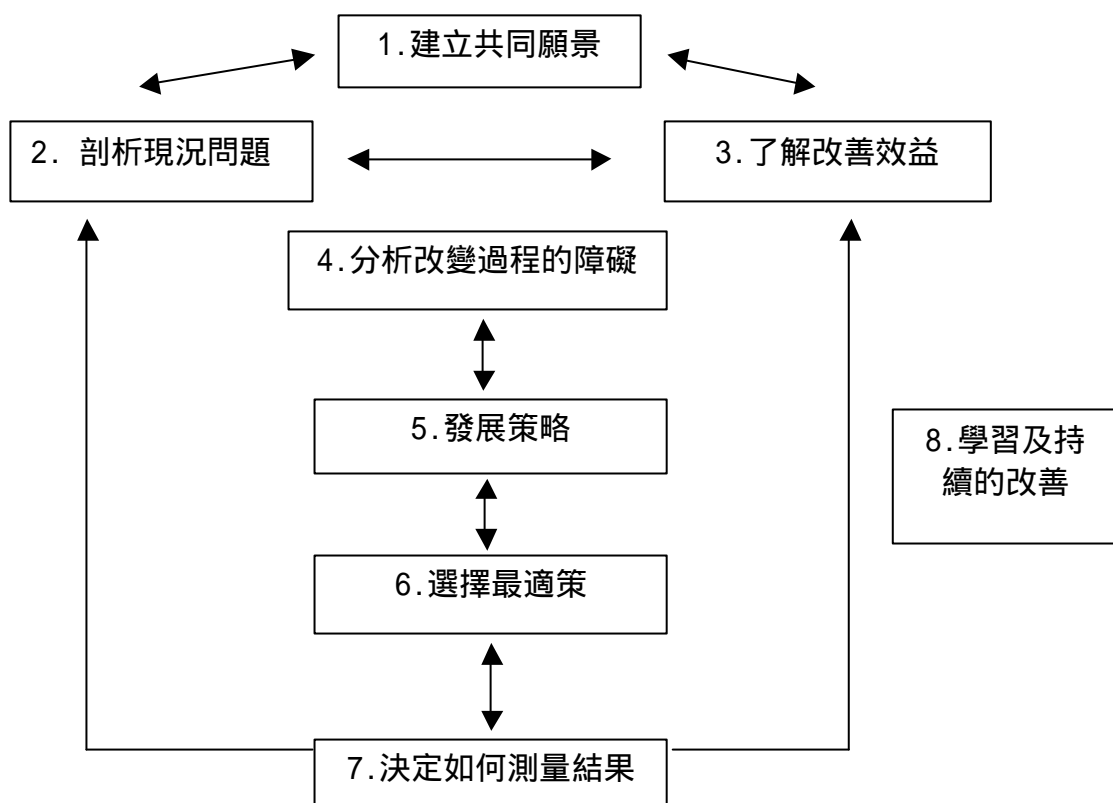 1.建立共同願景
2. 剖析現況問題
3.了解改善效益
4.分析改變過程的障礙
5.發展策略
8.學習及持
續的改善
6.選擇最適策
7.決定如何測量結果